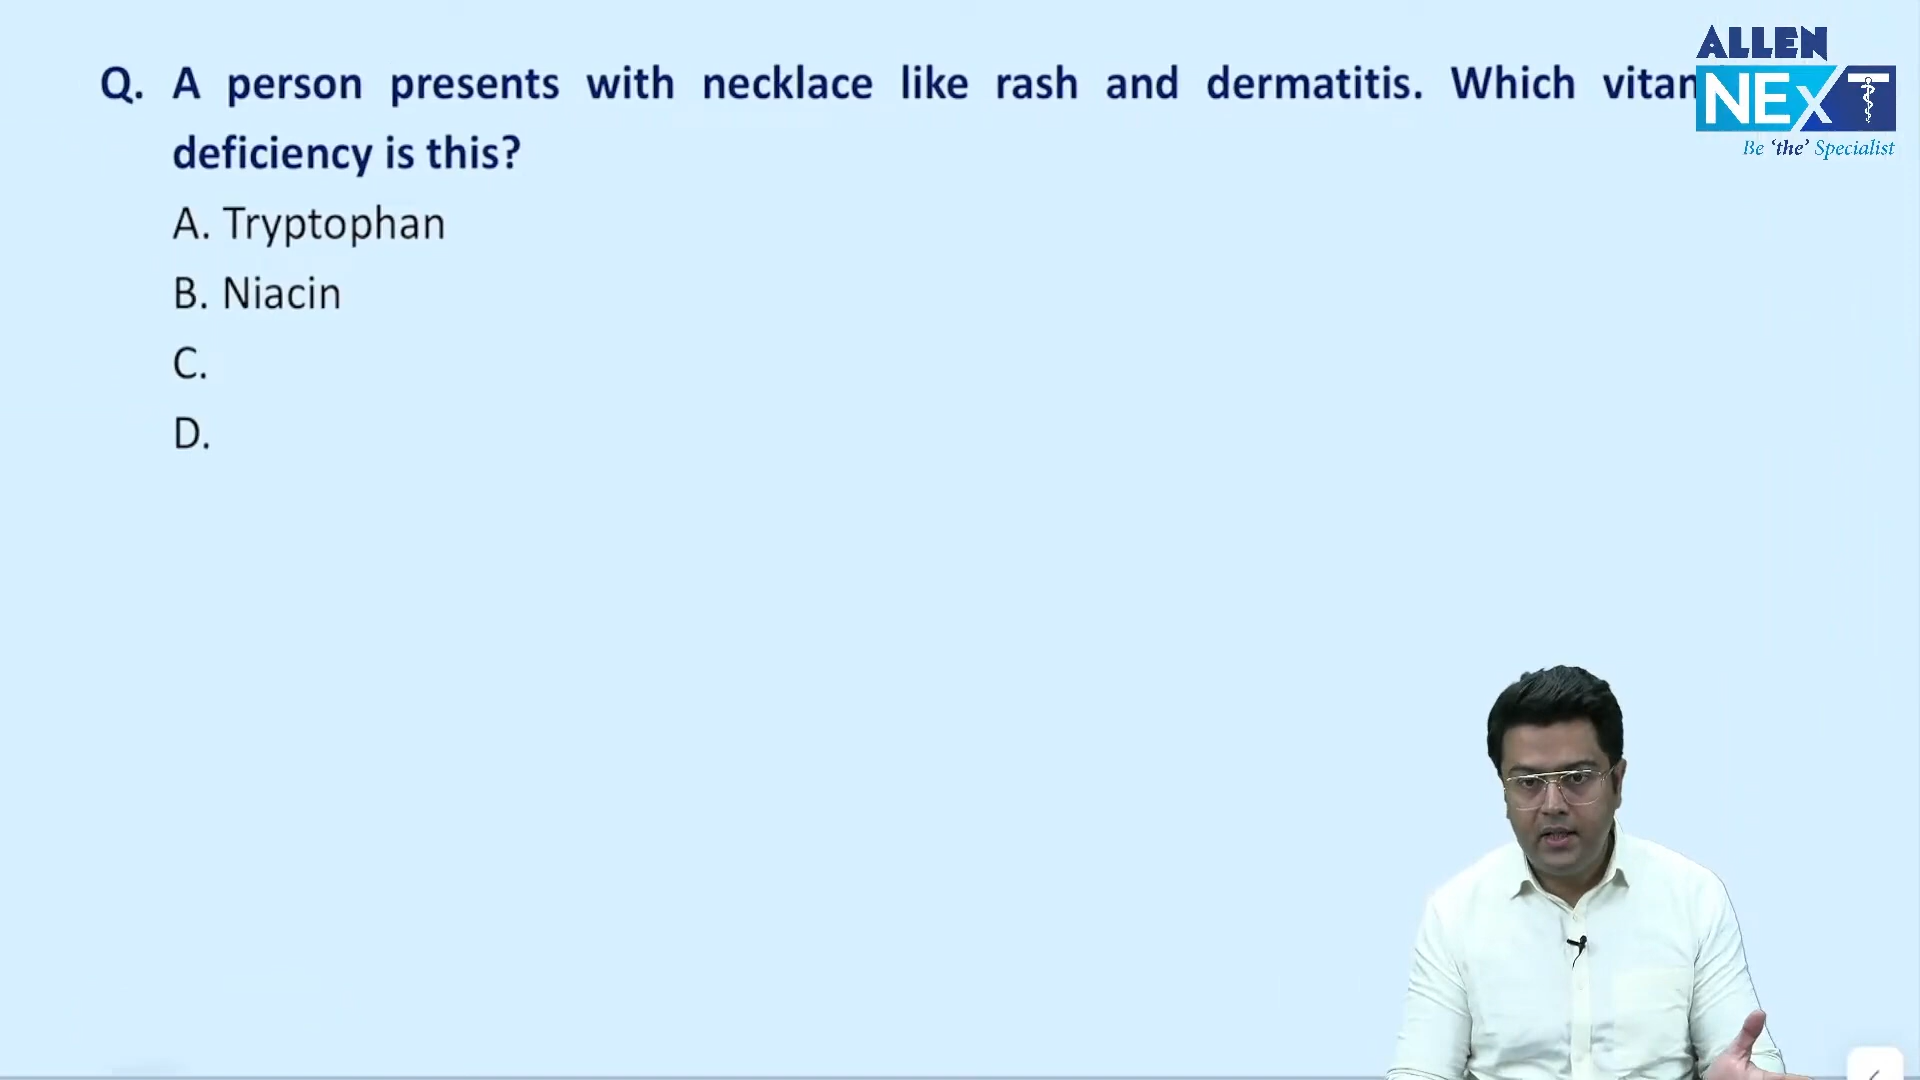 Q. A person presents with necklace like rash and dermatitis. Which
deficiency is this?
A. Tryptophan
B. Niacin
C.
D.
ALLEN
NEXT
Be 'the' Specialist